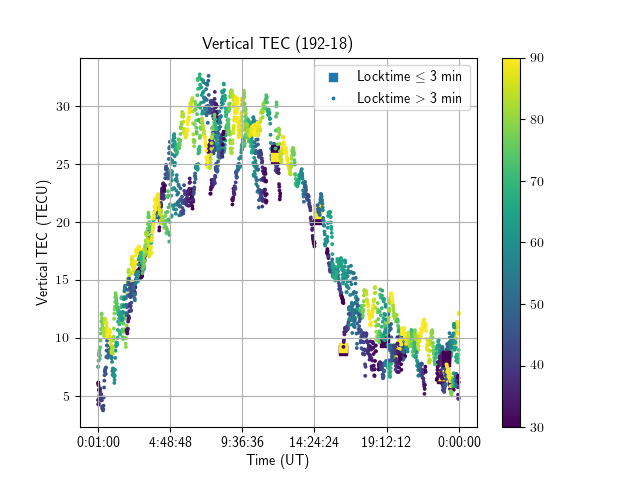 Vertical TEC (192-18)
Locktime ≤ 3 min
Locktime > 3 min
Vertical TEC (TECU)
30
25
20
15
10
5
0:01:00 4:48:48 9:36:36 14:24:24 19:12:12 0:00:00
Time (UT)
90
80
70
60
50
40
30